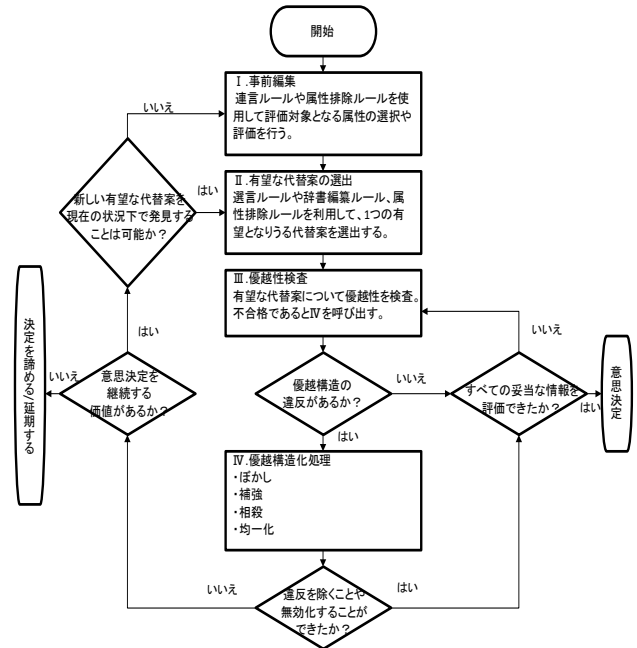 開始
Ⅰ.事前編集
連言ルールや属性排除ルールを使
用して評価対象となる属性の選択や
評価を行う。
いいえ
新しい有望な代替案を
現在の状況下で発見する
ことは可能か？
はい
Ⅱ.有望な代替案の選出
選言ルールや辞書編纂ルール、属
性排除ルールを利用して、1つの有
望となりうる代替案を選出する。
Ⅲ.優越性検査
有望な代替案について優越性を検査。
不合格であるとⅣを呼び出す。
決定を諦める/延期する
いいえ
はい
意思決定を
継続する
価値があるか？
優越構造の
違反があるか？
いいえ
はい
いいえ
すべての妥当な情報を
評価できたか？
はい
意思決定
Ⅳ.優越構造化処理
・ぼかし
・補強
・相殺
・均一化
いいえ
違反を除くことや
無効化することが
できたか？
はい